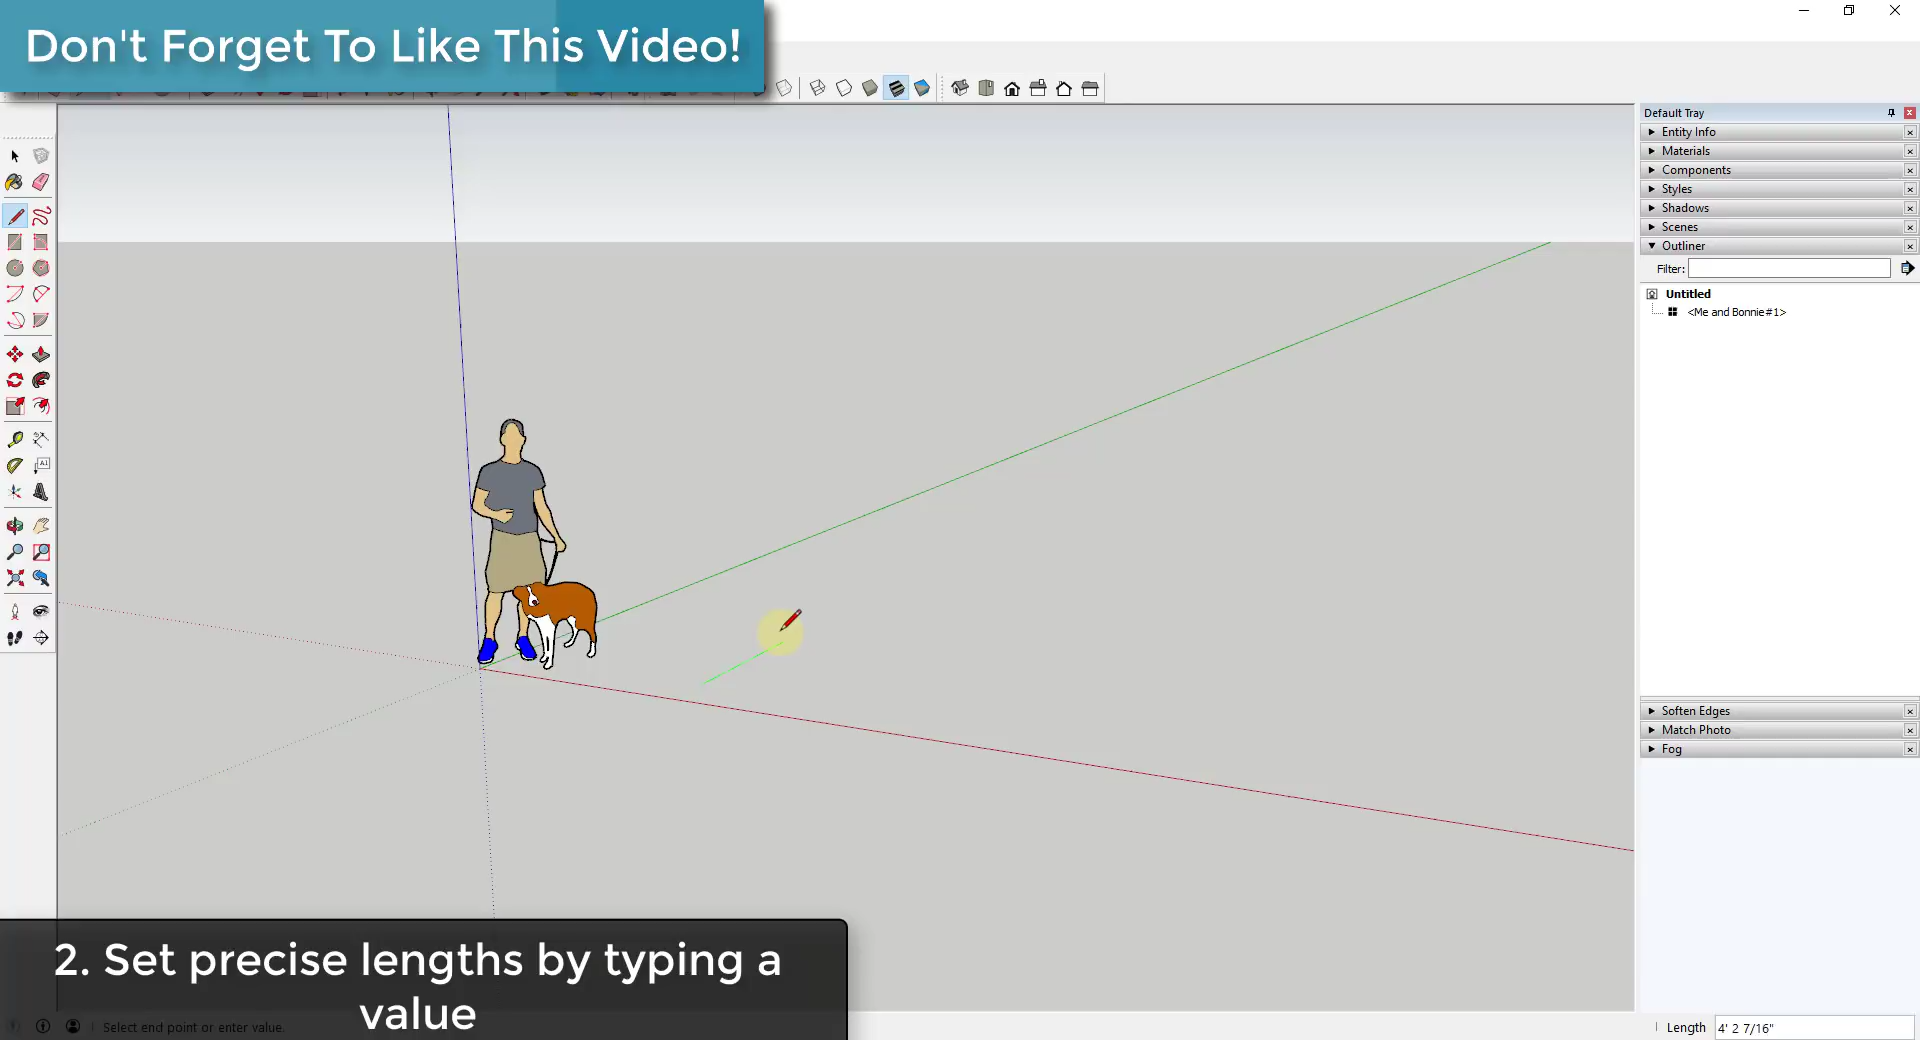 Don't Forget To Like This Video!
Default Tray
Entity Info
Materials
Components
Styles
Shadows
Scenes
Outliner
Filter:
Untitled
<Me and Bonnie#1>
Soften Edges
Match Photo
Fog
2. Set precise lengths by typing a
value
Select end point or enter value.
Length 4' 2 7/16"